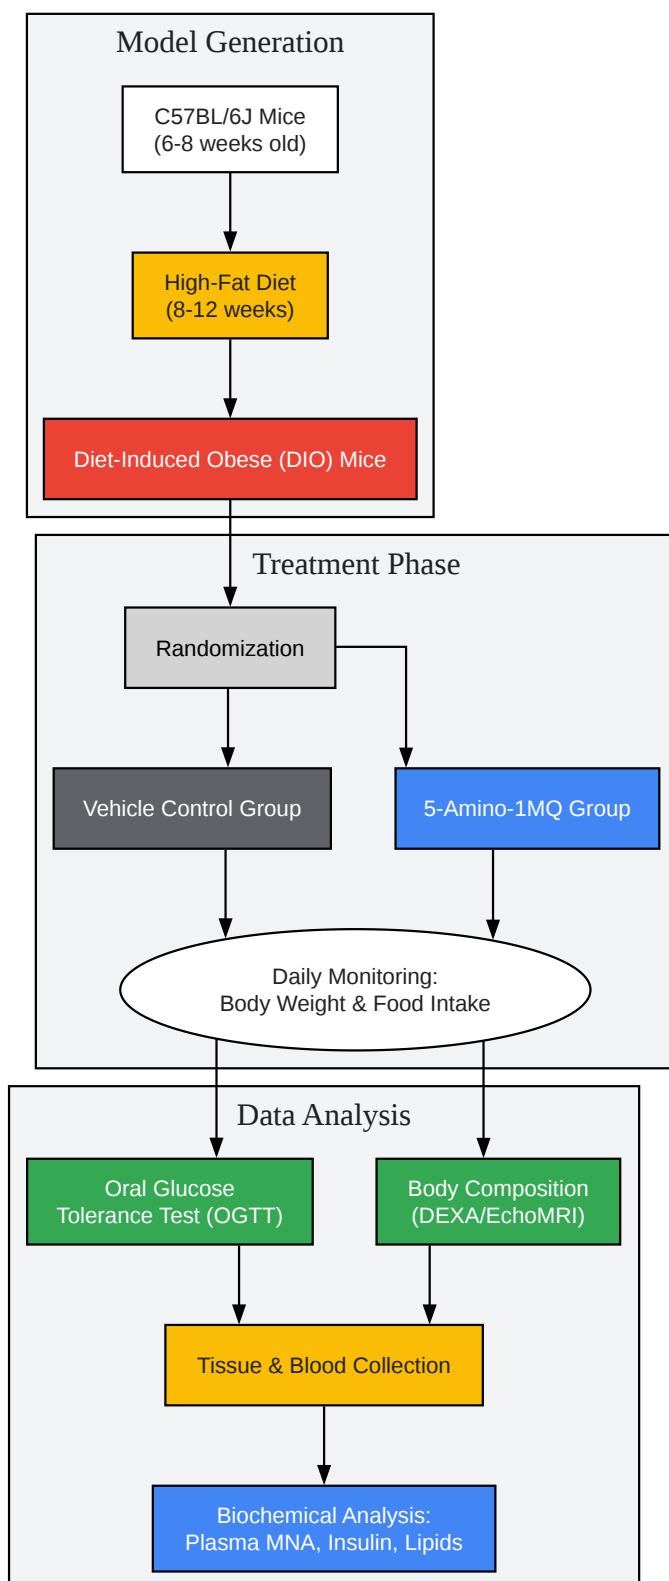 Model Generation
C57BL/6J Mice
(6-8 weeks old)
High-Fat Diet
(8-12 weeks)
Diet-Induced Obese (DIO) Mice
Treatment Phase
Randomization
Vehicle Control Group
5-Amino-1MQ Group
Daily Monitoring:
Body Weight & Food Intake
Data Analysis
Oral Glucose
Tolerance Test (OGTT)
Body Composition
(DEXA/EchoMRI)
Tissue & Blood Collection
Biochemical Analysis:
Plasma MNA, Insulin, Lipids